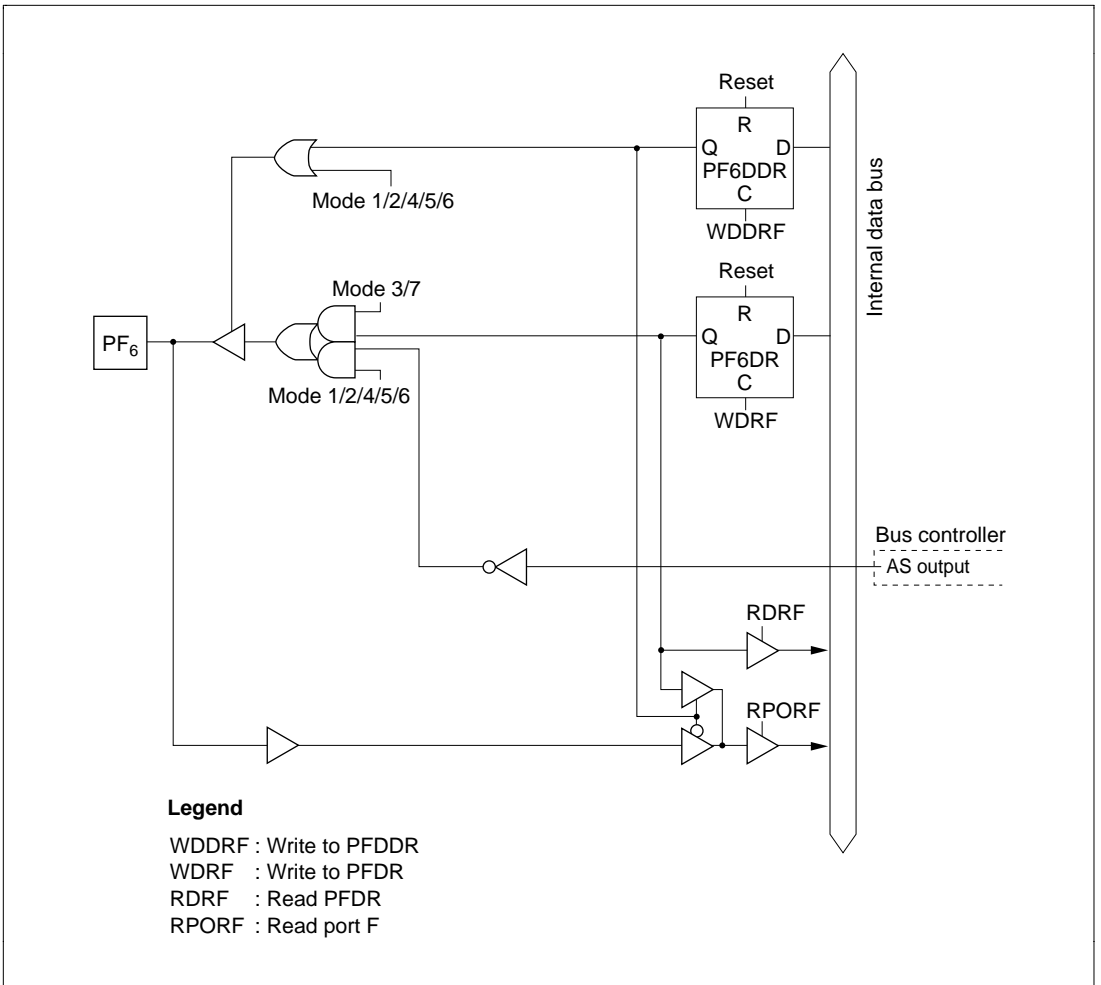 Reset
R
Q D
PF6DDR
C
WDDRF
Mode 1/2/4/5/6
Internal data bus
Reset
R
Q D
PF6DR
C
WDRF
Mode 3/7
PF6
Mode 1/2/4/5/6
Bus controller
AS output
RDRF
RPORF
Legend
WDDRF : Write to PFDDR
WDRF : Write to PFDR
RDRF : Read PFDR
RPORF : Read port F